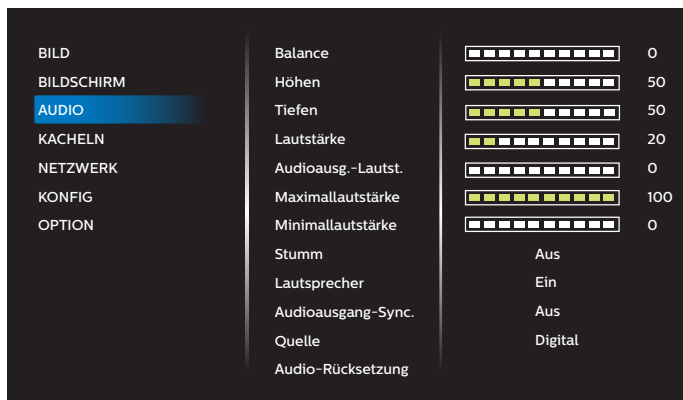 BILD
BILDSCHIRM
AUDIO
KACHELN
NETZWERK
KONFIG
OPTION
Balance 0
Höhen 50
Tiefen 50
Lautstärke 20
Audioausg.-Lautst. 0
Maximallautstärke 100
Minimallautstärke 0
Stumm Aus
Lautsprecher Ein
Audioausgang-Sync. Aus
Quelle Digital
Audio-Rücksetzung